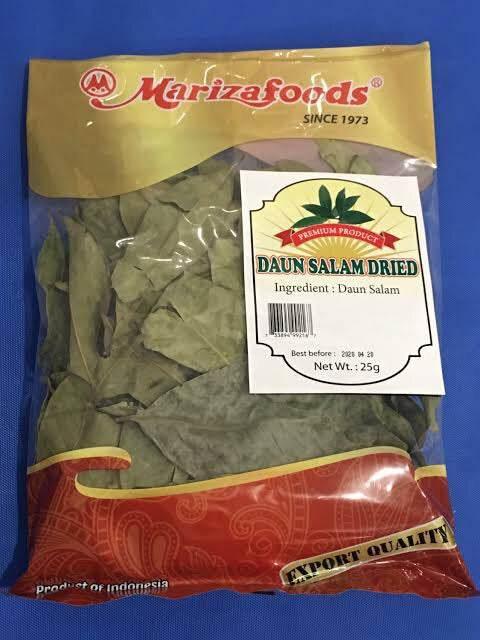 Marizafoods®
SINCE 1973
PREMIUM PRODUCT
DAUN SALAM DRIED
Ingredient : Daun Salam
Best before : 2020 04 20
Net Wt. : 25g
EXPORT QUALITY
Product of Indonesia